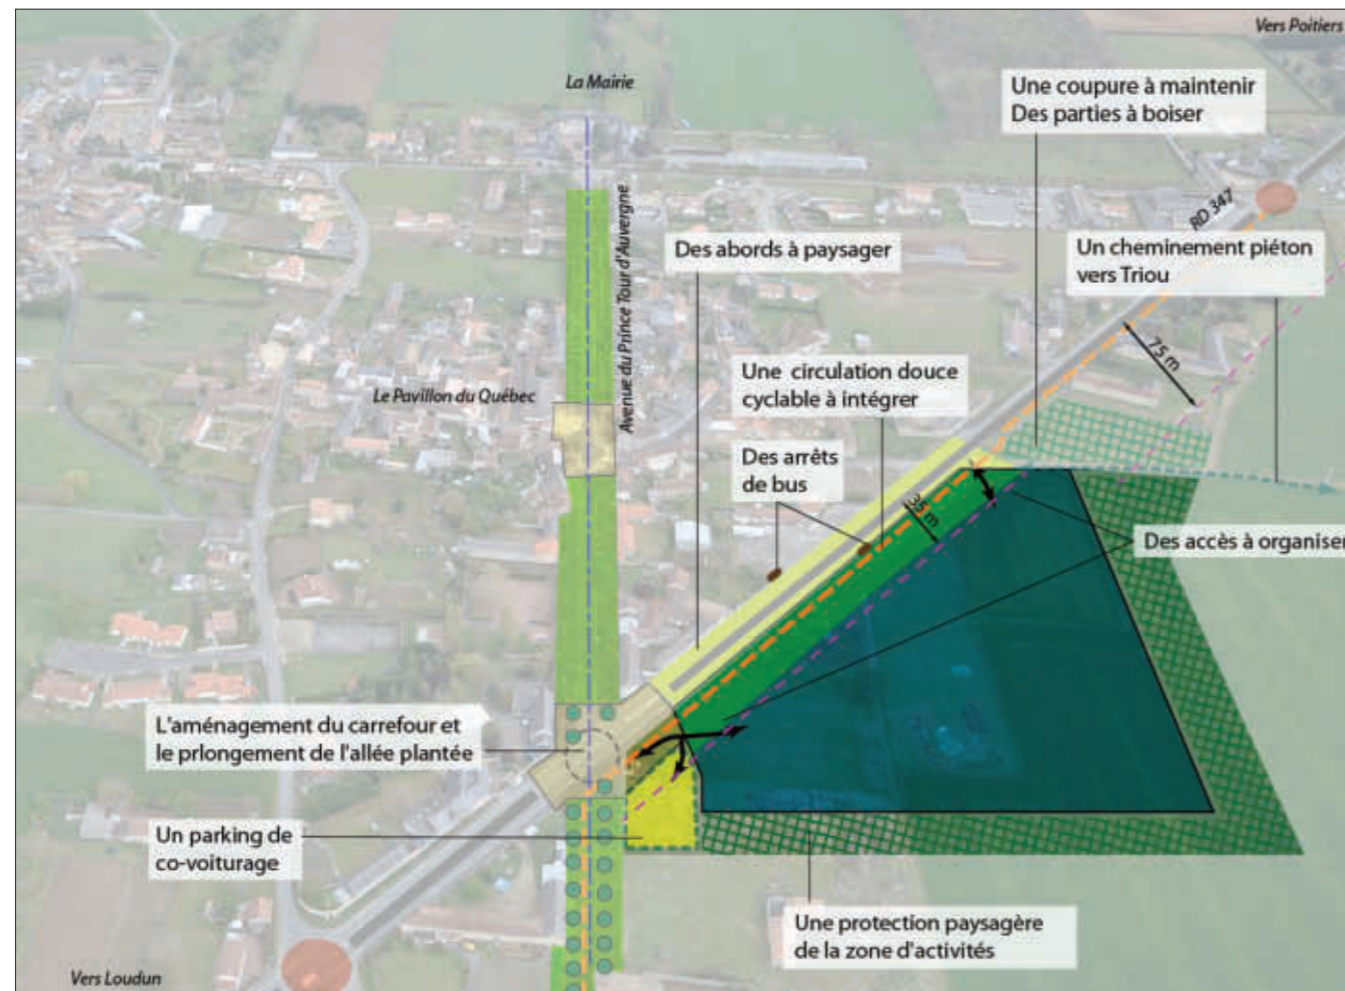 Vers Poitiers
La Mairie
Une coupure à maintenir
Des parties à boiser
RD 347
Avenue du Prince Tour d'Auvergne
Des abords à paysager
Un cheminement piéton
vers Triou
75 m
Une circulation douce
cyclable à intégrer
Le Pavillon du Québec
Des arrêts
de bus
35 m
Des accès à organiser
L'aménagement du carrefour et
le prlongement de l'allée plantée
Un parking de
co-voiturage
Une protection paysagère
de la zone d'activités
Vers Loudun